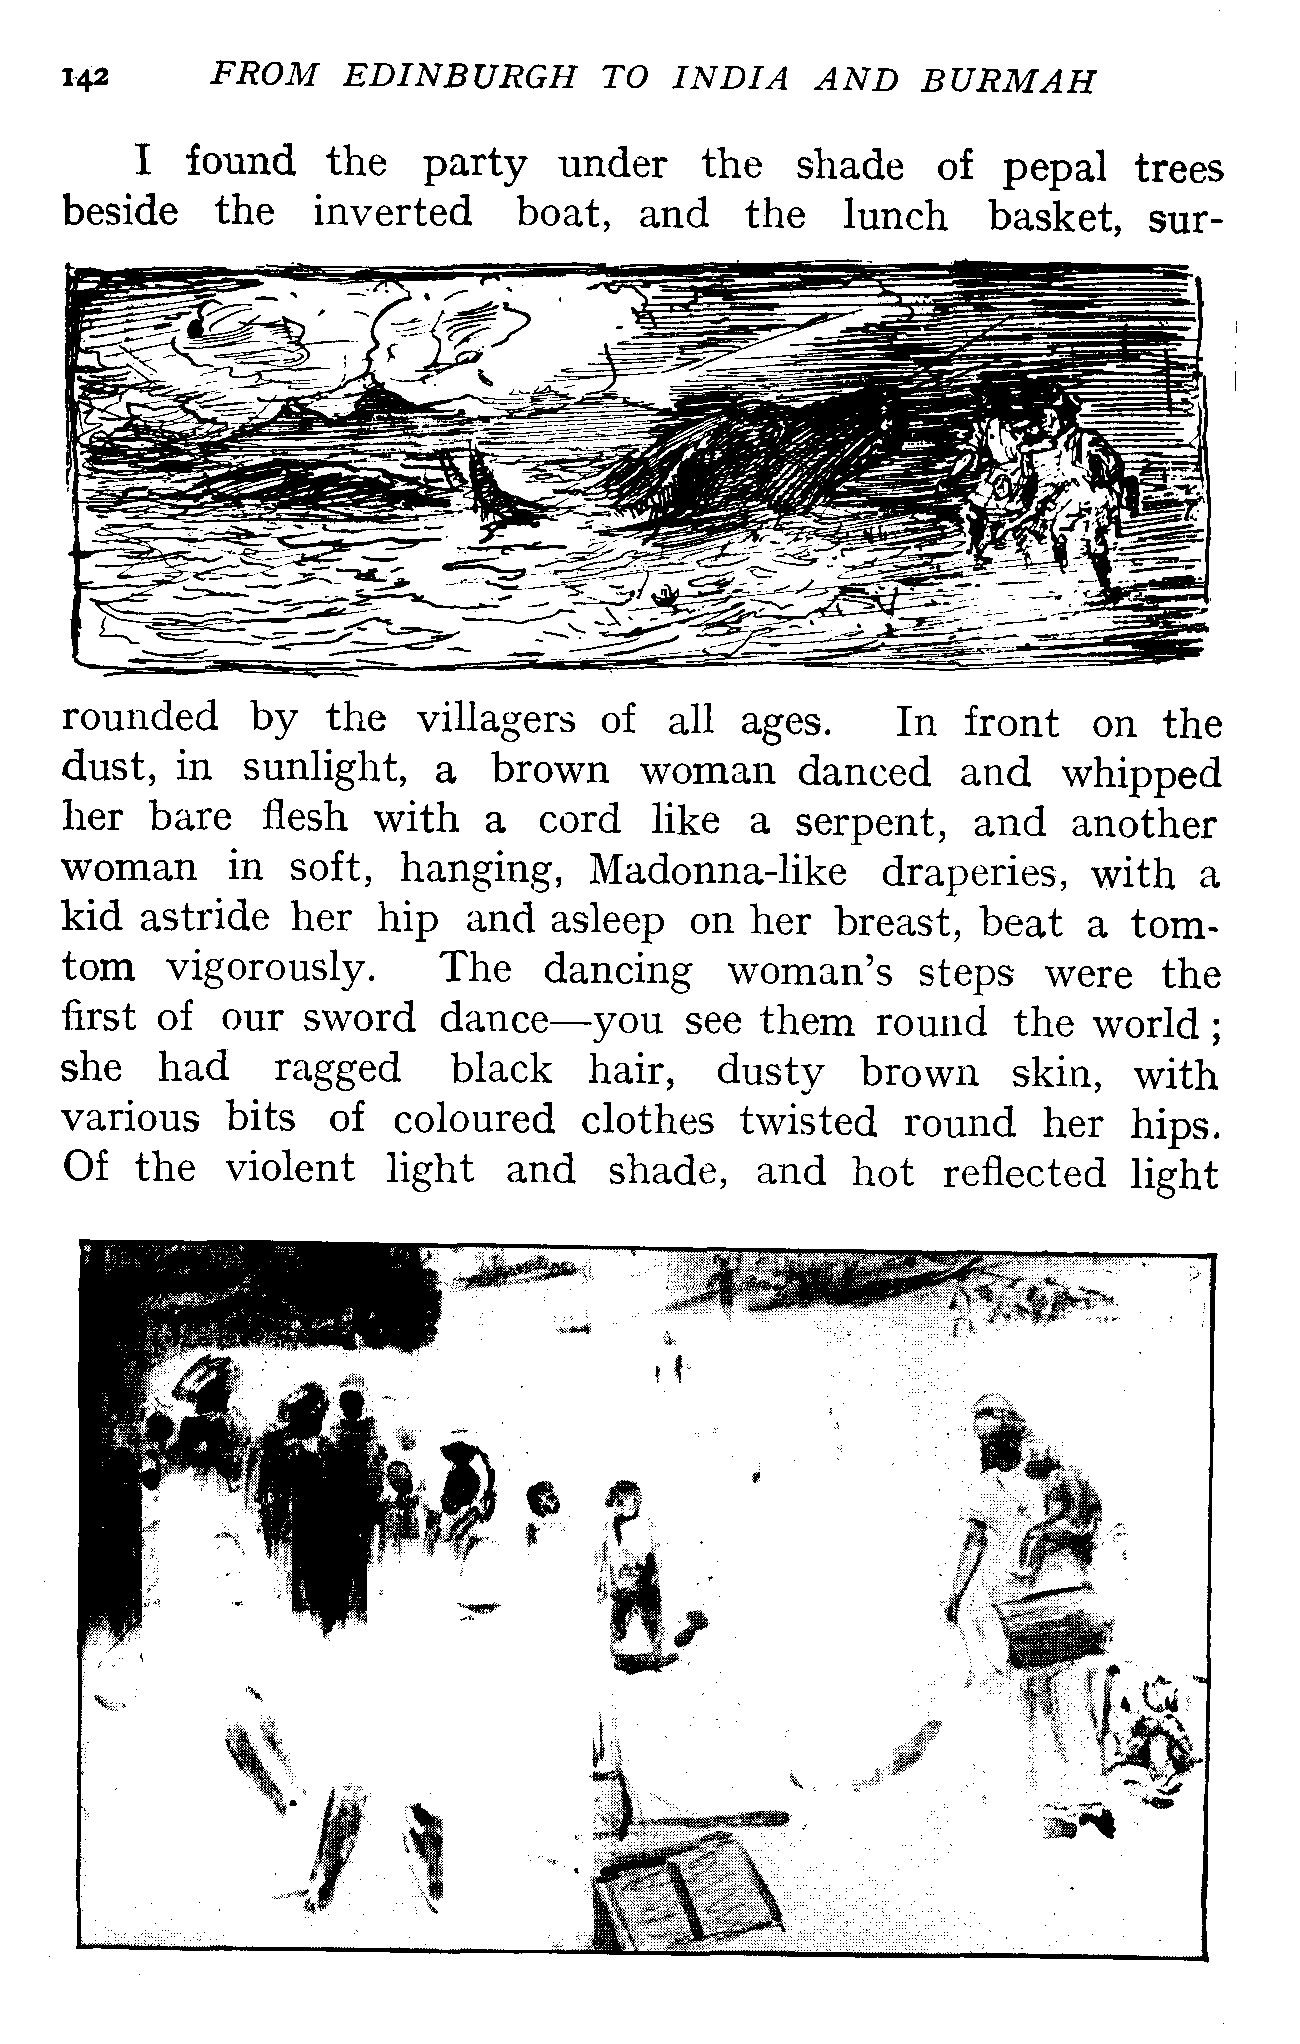 142 FROM EDINBURGH TO INDIA AND BURMAH
I found the party under the shade of pepal trees
beside the inverted boat, and the lunch basket, sur-
rounded by the villagers of all ages. In front on the
dust, in sunlight, a brown woman danced and whipped
her bare flesh with a cord like a serpent, and another
woman in soft, hanging, Madonna-like draperies, with a
kid astride her hip and asleep on her breast, beat a tom-
tom vigorously. The dancing woman's steps were the
first of our sword dance—you see them round the world;
she had ragged black hair, dusty brown skin, with
various bits of coloured clothes twisted round her hips.
Of the violent light and shade, and hot reflected light